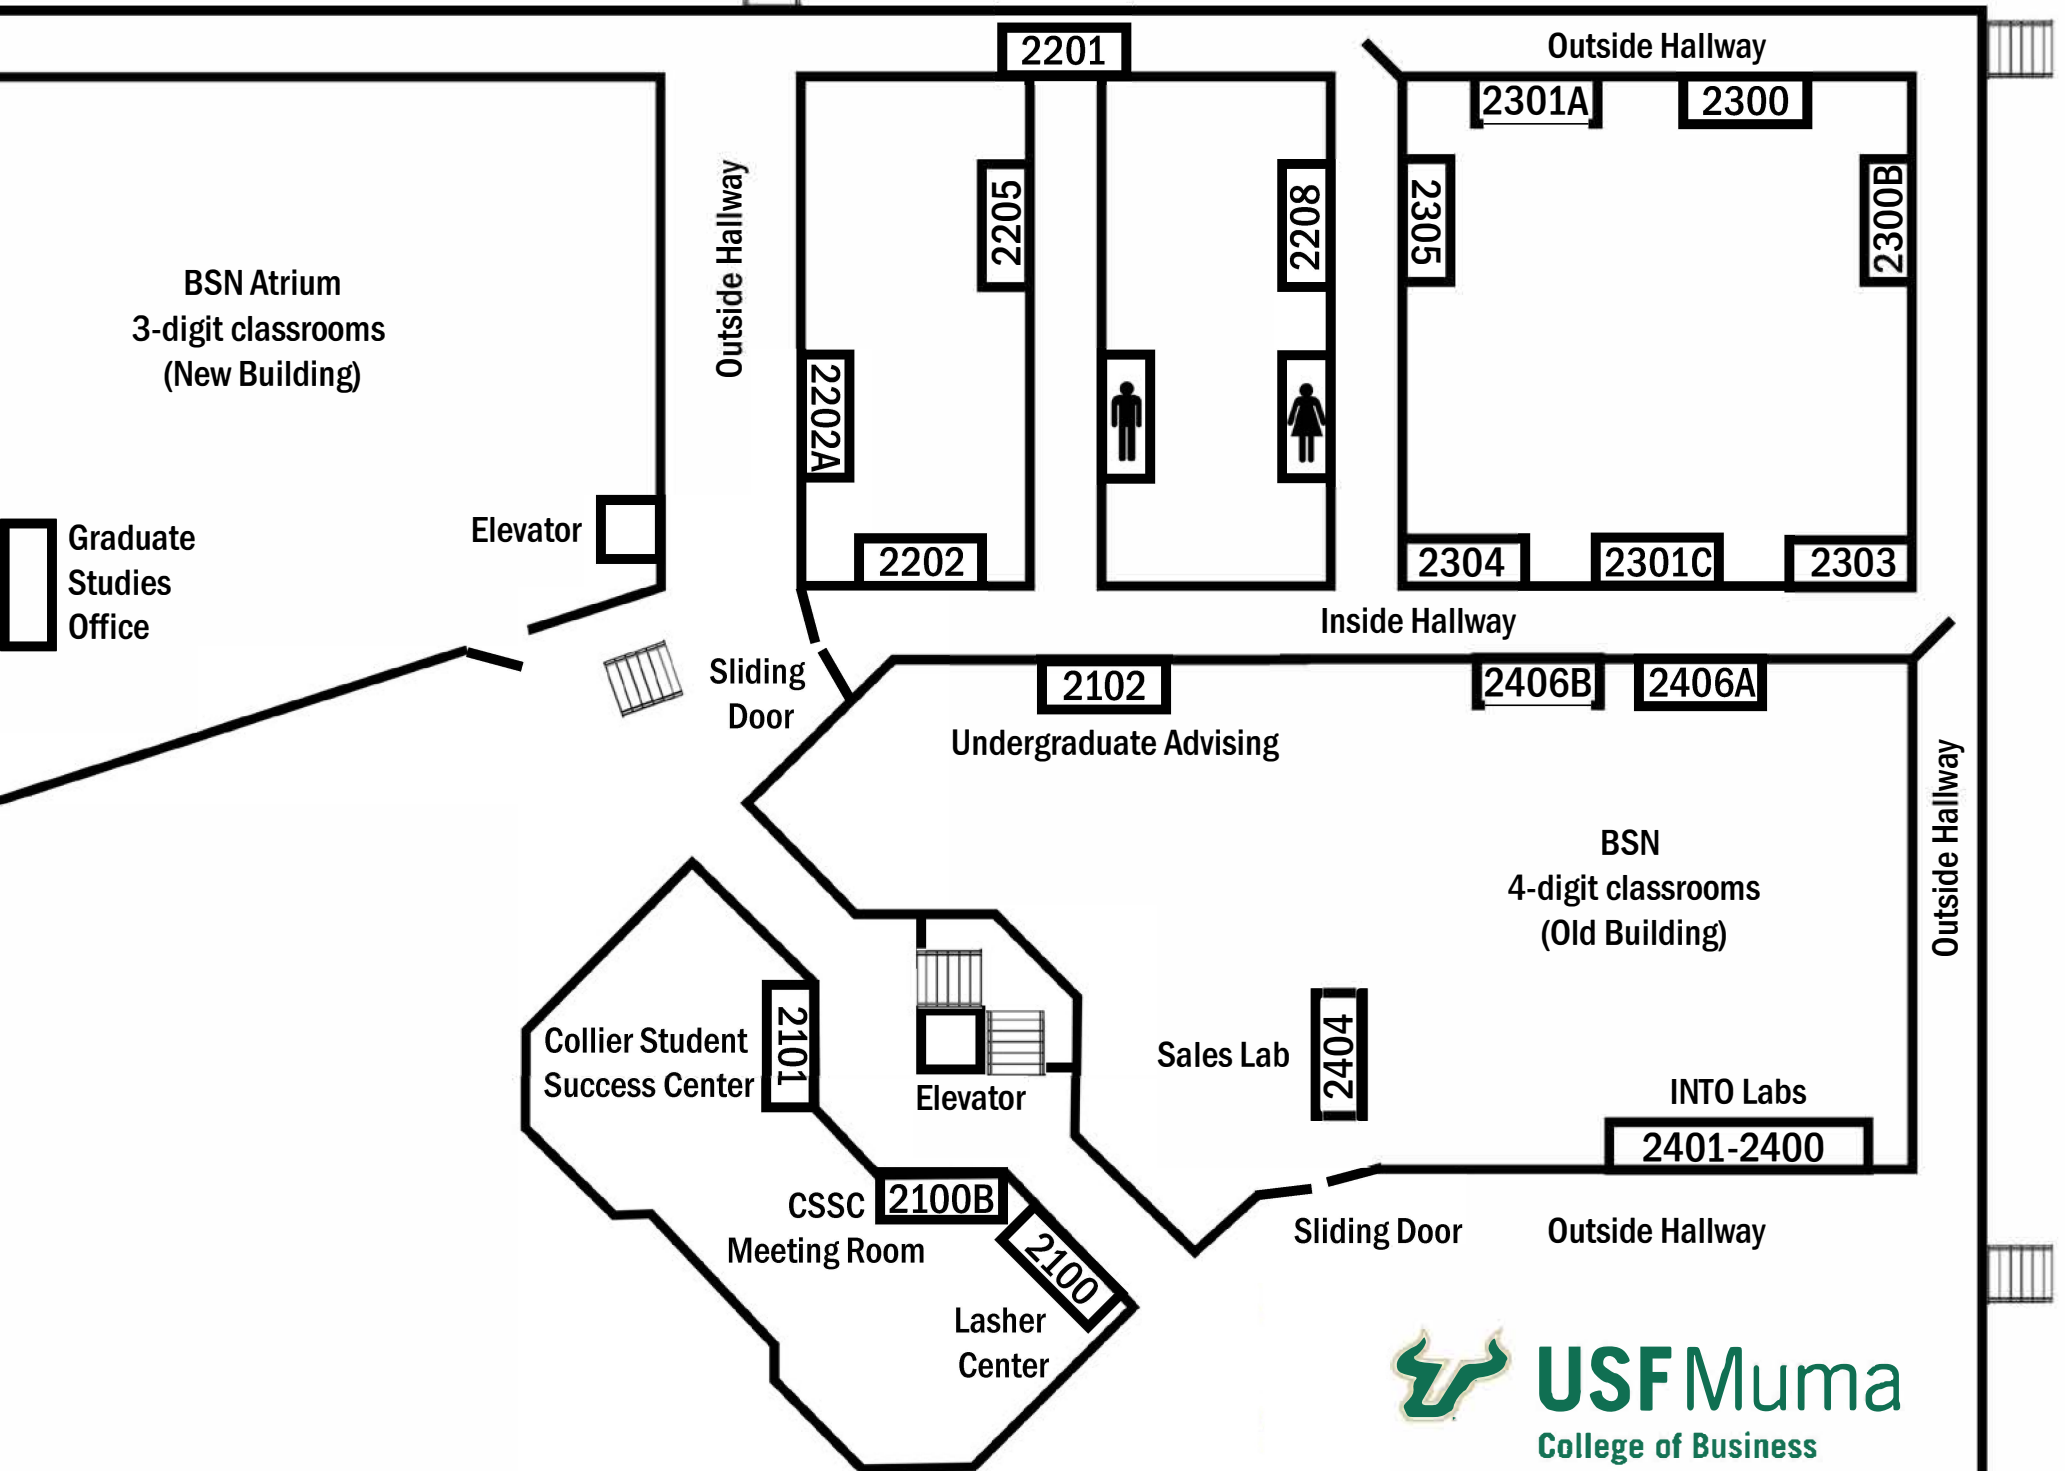 2201
Outside Hallway
2301A
2300
2205
2208
2305
2300B
Outside Hallway
BSN Atrium
3-digit classrooms
(New Building)
2202A
Elevator
Graduate
Studies
Office
2202
2304
2301C
2303
Inside Hallway
Sliding
Door
2102
2406B
2406A
Undergraduate Advising
Outside Hallway
BSN
4-digit classrooms
(Old Building)
2101
Collier Student
Success Center
Elevator
Sales Lab
2404
INTO Labs
2401-2400
CSSC
Meeting Room
2100B
2100
Sliding Door
Outside Hallway
Lasher
Center
USF Muma
College of Business